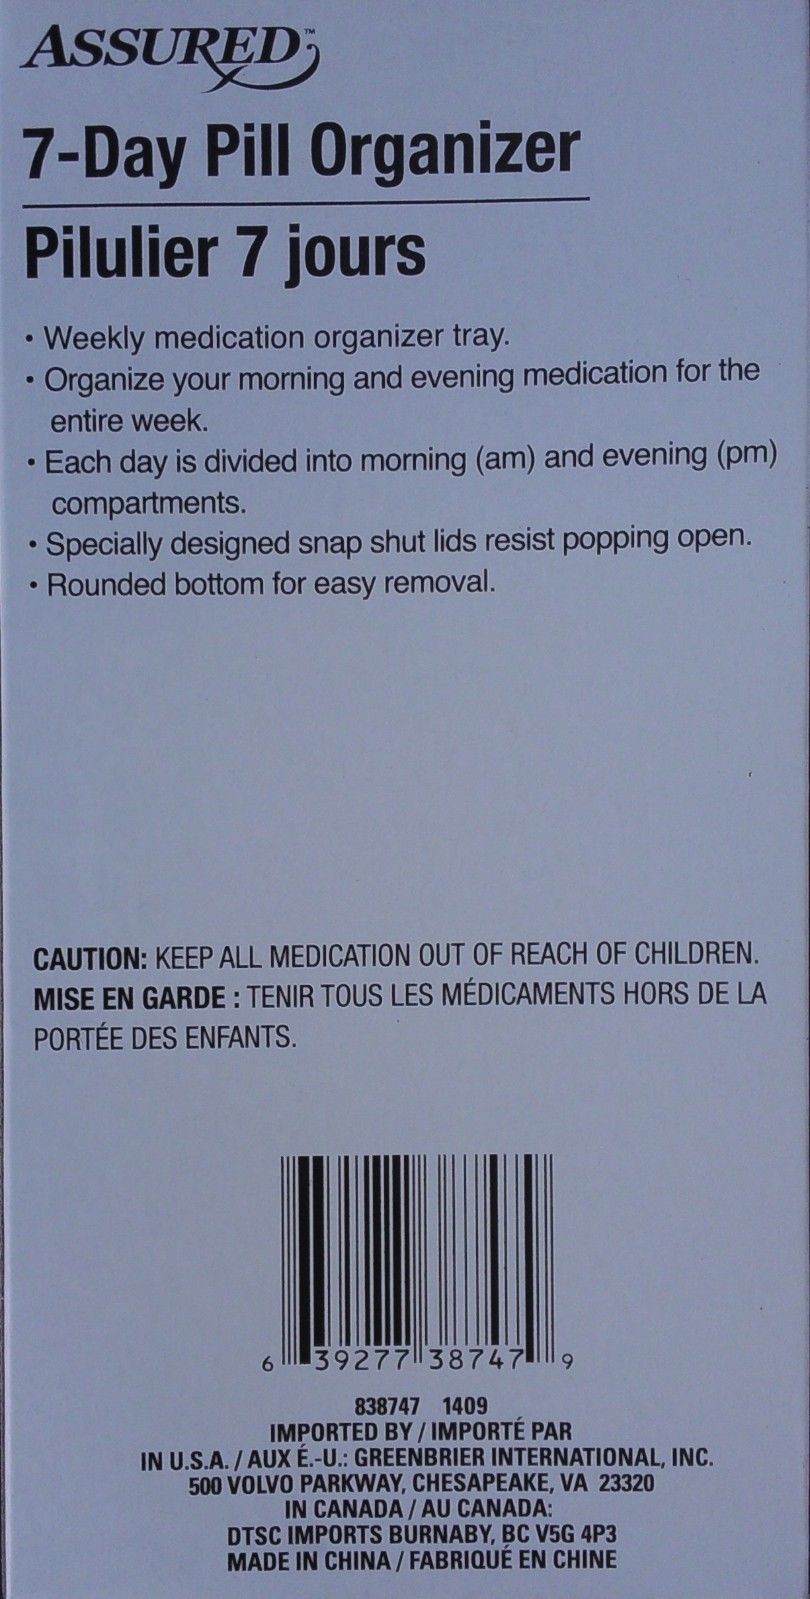 ASSURED™
7-Day Pill Organizer
Pilulier 7 jours
• Weekly medication organizer tray.
• Organize your morning and evening medication for the
entire week.
• Each day is divided into morning (am) and evening (pm)
compartments.
• Specially designed snap shut lids resist popping open.
• Rounded bottom for easy removal.
CAUTION: KEEP ALL MEDICATION OUT OF REACH OF CHILDREN.
MISE EN GARDE : TENIR TOUS LES MÉDICAMENTS HORS DE LA
PORTÉE DES ENFANTS.
6 39277 38747 9
838747 1409
IMPORTED BY / IMPORTÉ PAR
IN U.S.A. / AUX É.-U.: GREENBRIER INTERNATIONAL, INC.
500 VOLVO PARKWAY, CHESAPEAKE, VA 23320
IN CANADA / AU CANADA:
DTSC IMPORTS BURNABY, BC V5G 4P3
MADE IN CHINA / FABRIQUÉ EN CHINE